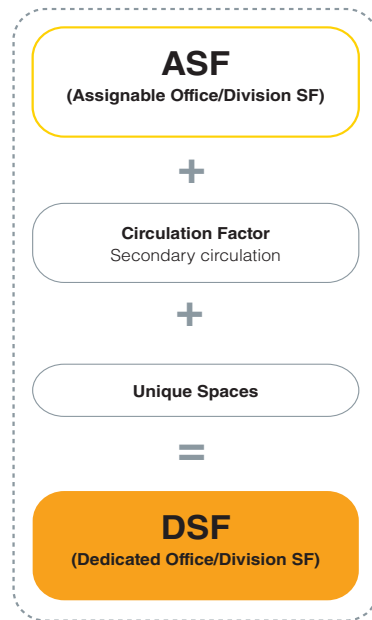 ASF
(Assignable Office/Division SF)
+
Circulation Factor
Secondary circulation
+
Unique Spaces
=
DSF
(Dedicated Office/Division SF)